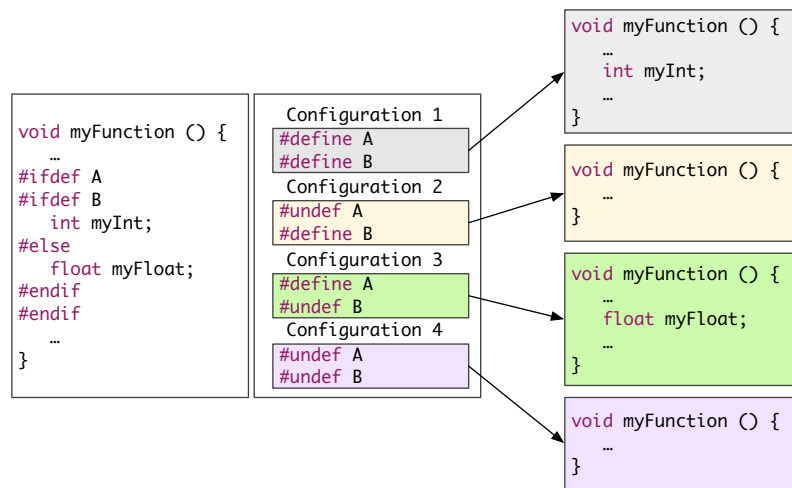 void myFunction () {
…
#ifdef A
#ifdef B
int myInt;
#else
float myFloat;
#endif
#endif
…
}
Configuration 1
#define A
#define B
Configuration 2
#undef A
#define B
Configuration 3
#define A
#undef B
Configuration 4
#undef A
#undef B
void myFunction () {
…
int myInt;
…
}
void myFunction () {
…
}
void myFunction () {
…
float myFloat;
…
}
void myFunction () {
…
}